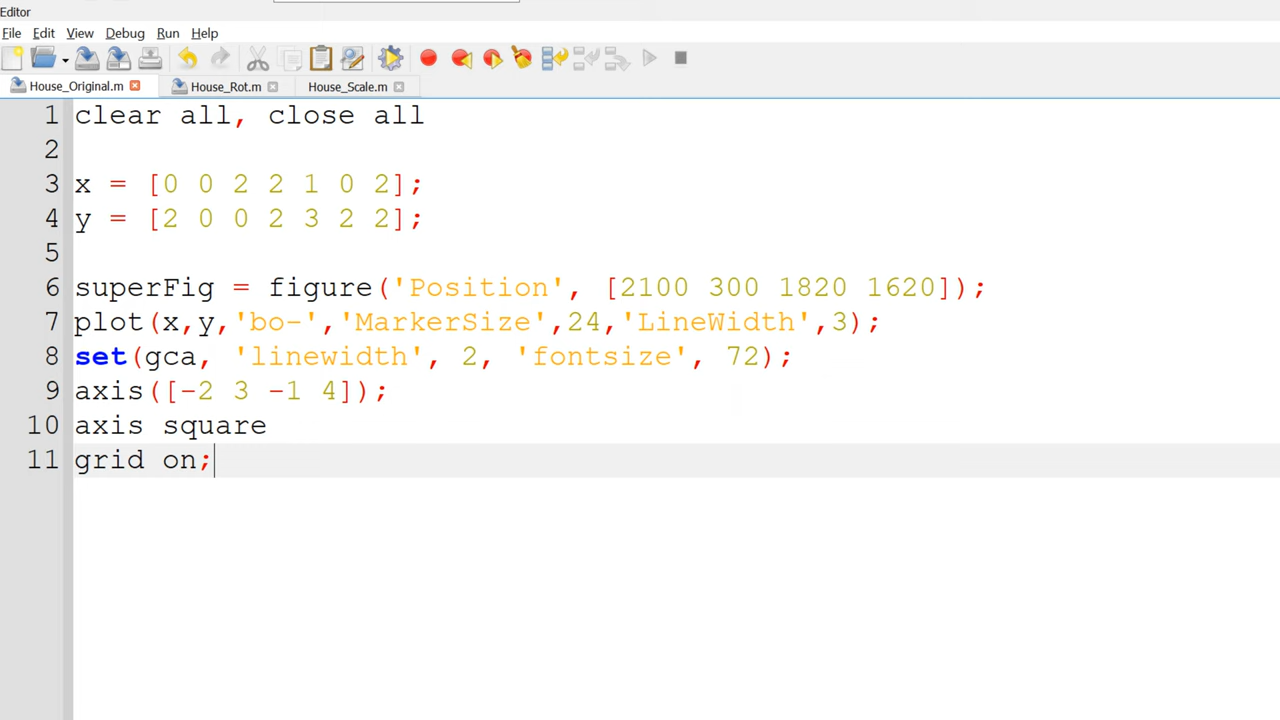 Editor
File Edit View Debug Run Help
House_Original.m House_Rot.m House_Scale.m
1 clear all, close all
2
3 x = [0 0 2 2 1 0 2];
4 y = [2 0 0 2 3 2 2];
5
6 superFig = figure('Position', [2100 300 1820 1620]);
7 plot(x,y,'bo-','MarkerSize',24,'LineWidth',3);
8 set(gca, 'linewidth', 2, 'fontsize', 72);
9 axis([-2 3 -1 4]);
10 axis square
11 grid on;